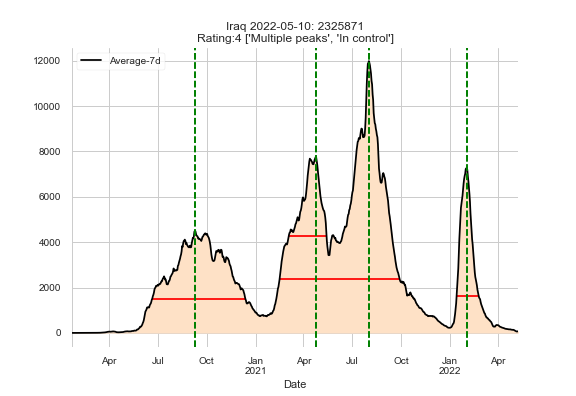 Iraq 2022-05-10: 2325871
Rating:4 ['Multiple peaks', 'In control']
Average-7d
12000
10000
8000
6000
4000
2000
0
Apr Jul Oct Jan Apr Jul Oct Jan Apr
2021 2022
Date